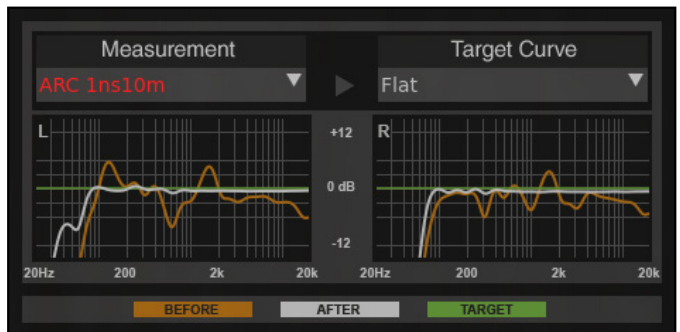 Measurement
Target Curve
ARC 1ns10m
Flat
L
+12
R
0 dB
-12
20Hz 200 2k 20k 20Hz 200 2k 20k
BEFORE AFTER TARGET